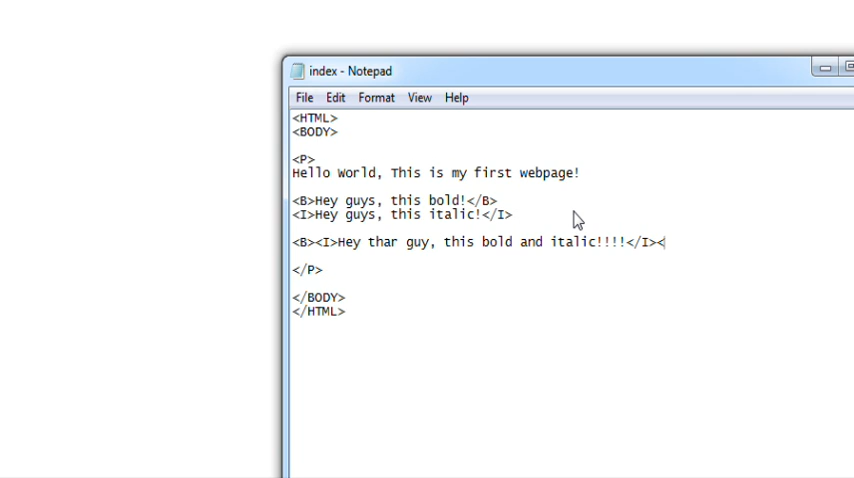 index - Notepad
File Edit Format View Help
<HTML>
<BODY>
<P>
Hello World, This is my first webpage!
<B>Hey guys, this bold!</B>
<I>Hey guys, this italic!</I>
<B><I>Hey thar guy, this bold and italic!!!!</I><
</P>
</BODY>
</HTML>